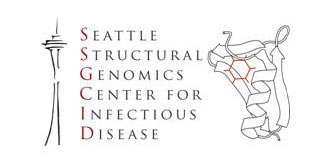 SEATTLE
STRUCTURAL
GENOMICS
CENTER FOR
INFECTIOUS
DISEASE